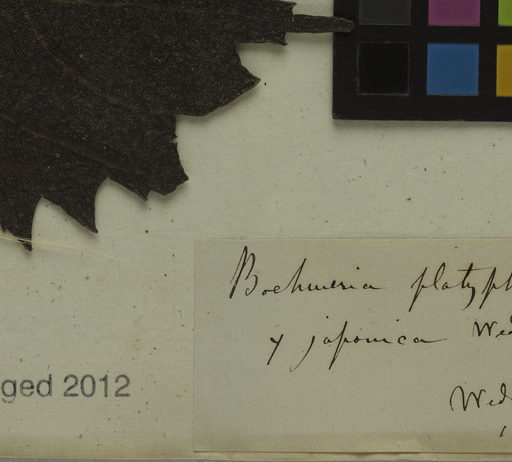 Boehmeria platyph
γ japonica Wed
Wed
ged 2012